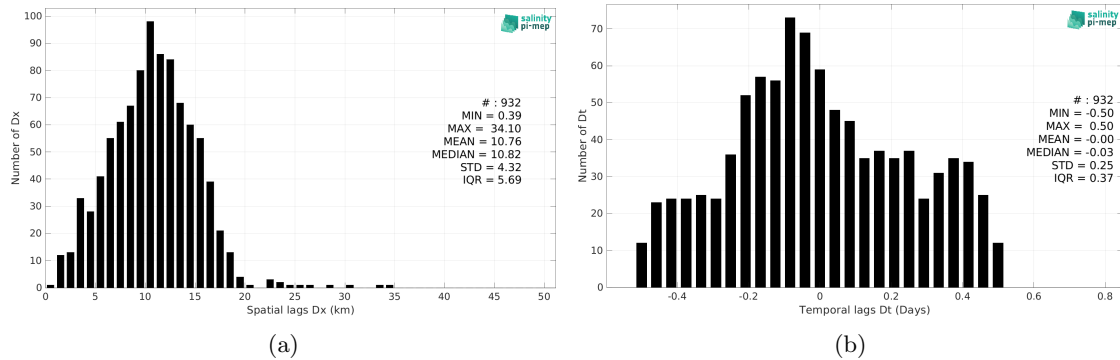 100
90
80
70
60
50
40
30
20
10
0
Number of Dx
0 5 10 15 20 25 30 35 40 45 50
Spatial lags Dx (km)
salinity
pi-mep
# : 932
MIN = 0.39
MAX = 34.10
MEAN = 10.76
MEDIAN = 10.82
STD = 4.32
IQR = 5.69
(a)
70
60
50
40
30
20
10
0
Number of Dt
-0.4 -0.2 0 0.2 0.4 0.6 0.8
Temporal lags Dt (Days)
salinity
pi-mep
# : 932
MIN = -0.50
MAX = 0.50
MEAN = -0.00
MEDIAN = -0.03
STD = 0.25
IQR = 0.37
(b)